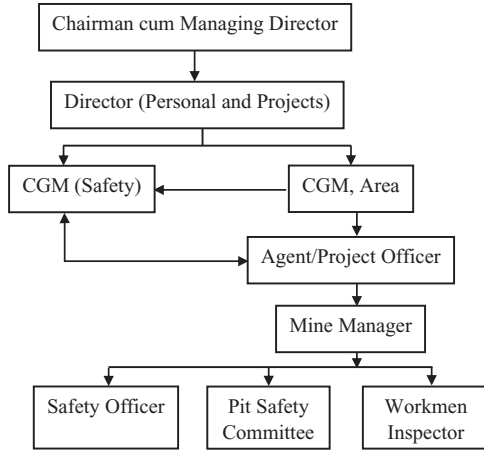 Chairman cum Managing Director
Director (Personal and Projects)
CGM (Safety)
CGM, Area
Agent/Project Officer
Mine Manager
Safety Officer
Pit Safety
Committee
Workmen
Inspector